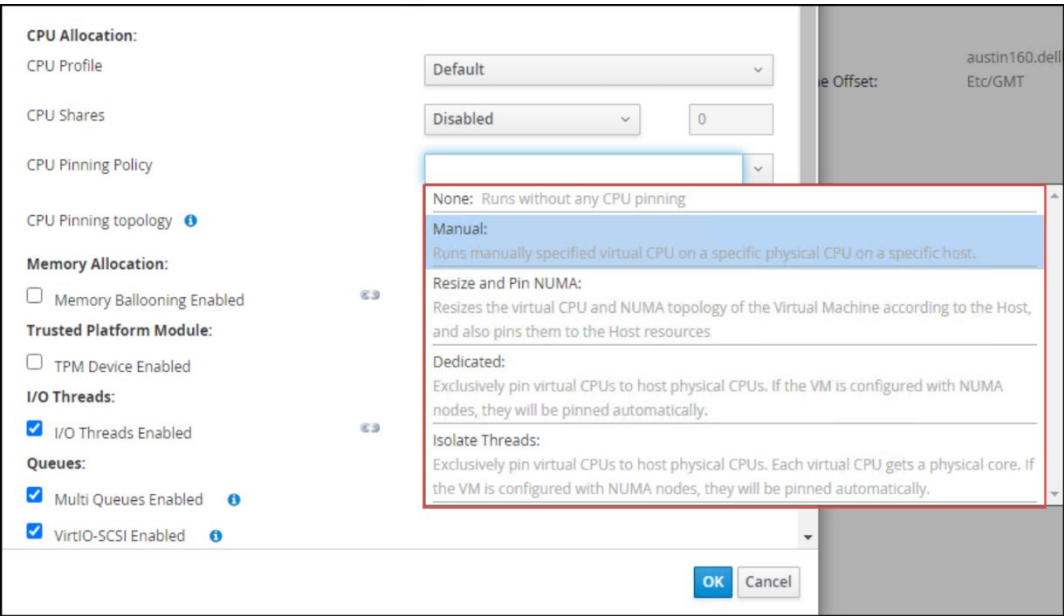 CPU Allocation:
CPU Profile
Default
CPU Shares
Disabled
0
CPU Pinning Policy
None: Runs without any CPU pinning
Manual:
Runs manually specified virtual CPU on a specific physical CPU on a specific host.
Resize and Pin NUMA:
Resizes the virtual CPU and NUMA topology of the Virtual Machine according to the Host,
and also pins them to the Host resources
Dedicated:
Exclusively pin virtual CPUs to host physical CPUs. If the VM is configured with NUMA
nodes, they will be pinned automatically.
Isolate Threads:
Exclusively pin virtual CPUs to host physical CPUs. Each virtual CPU gets a physical core. If
the VM is configured with NUMA nodes, they will be pinned automatically.
CPU Pinning topology
Memory Allocation:
Memory Ballooning Enabled
Trusted Platform Module:
TPM Device Enabled
I/O Threads:
I/O Threads Enabled
Queues:
Multi Queues Enabled
VirtIO-SCSI Enabled
OK
Cancel
austin160.dell
e Offset:
Etc/GMT